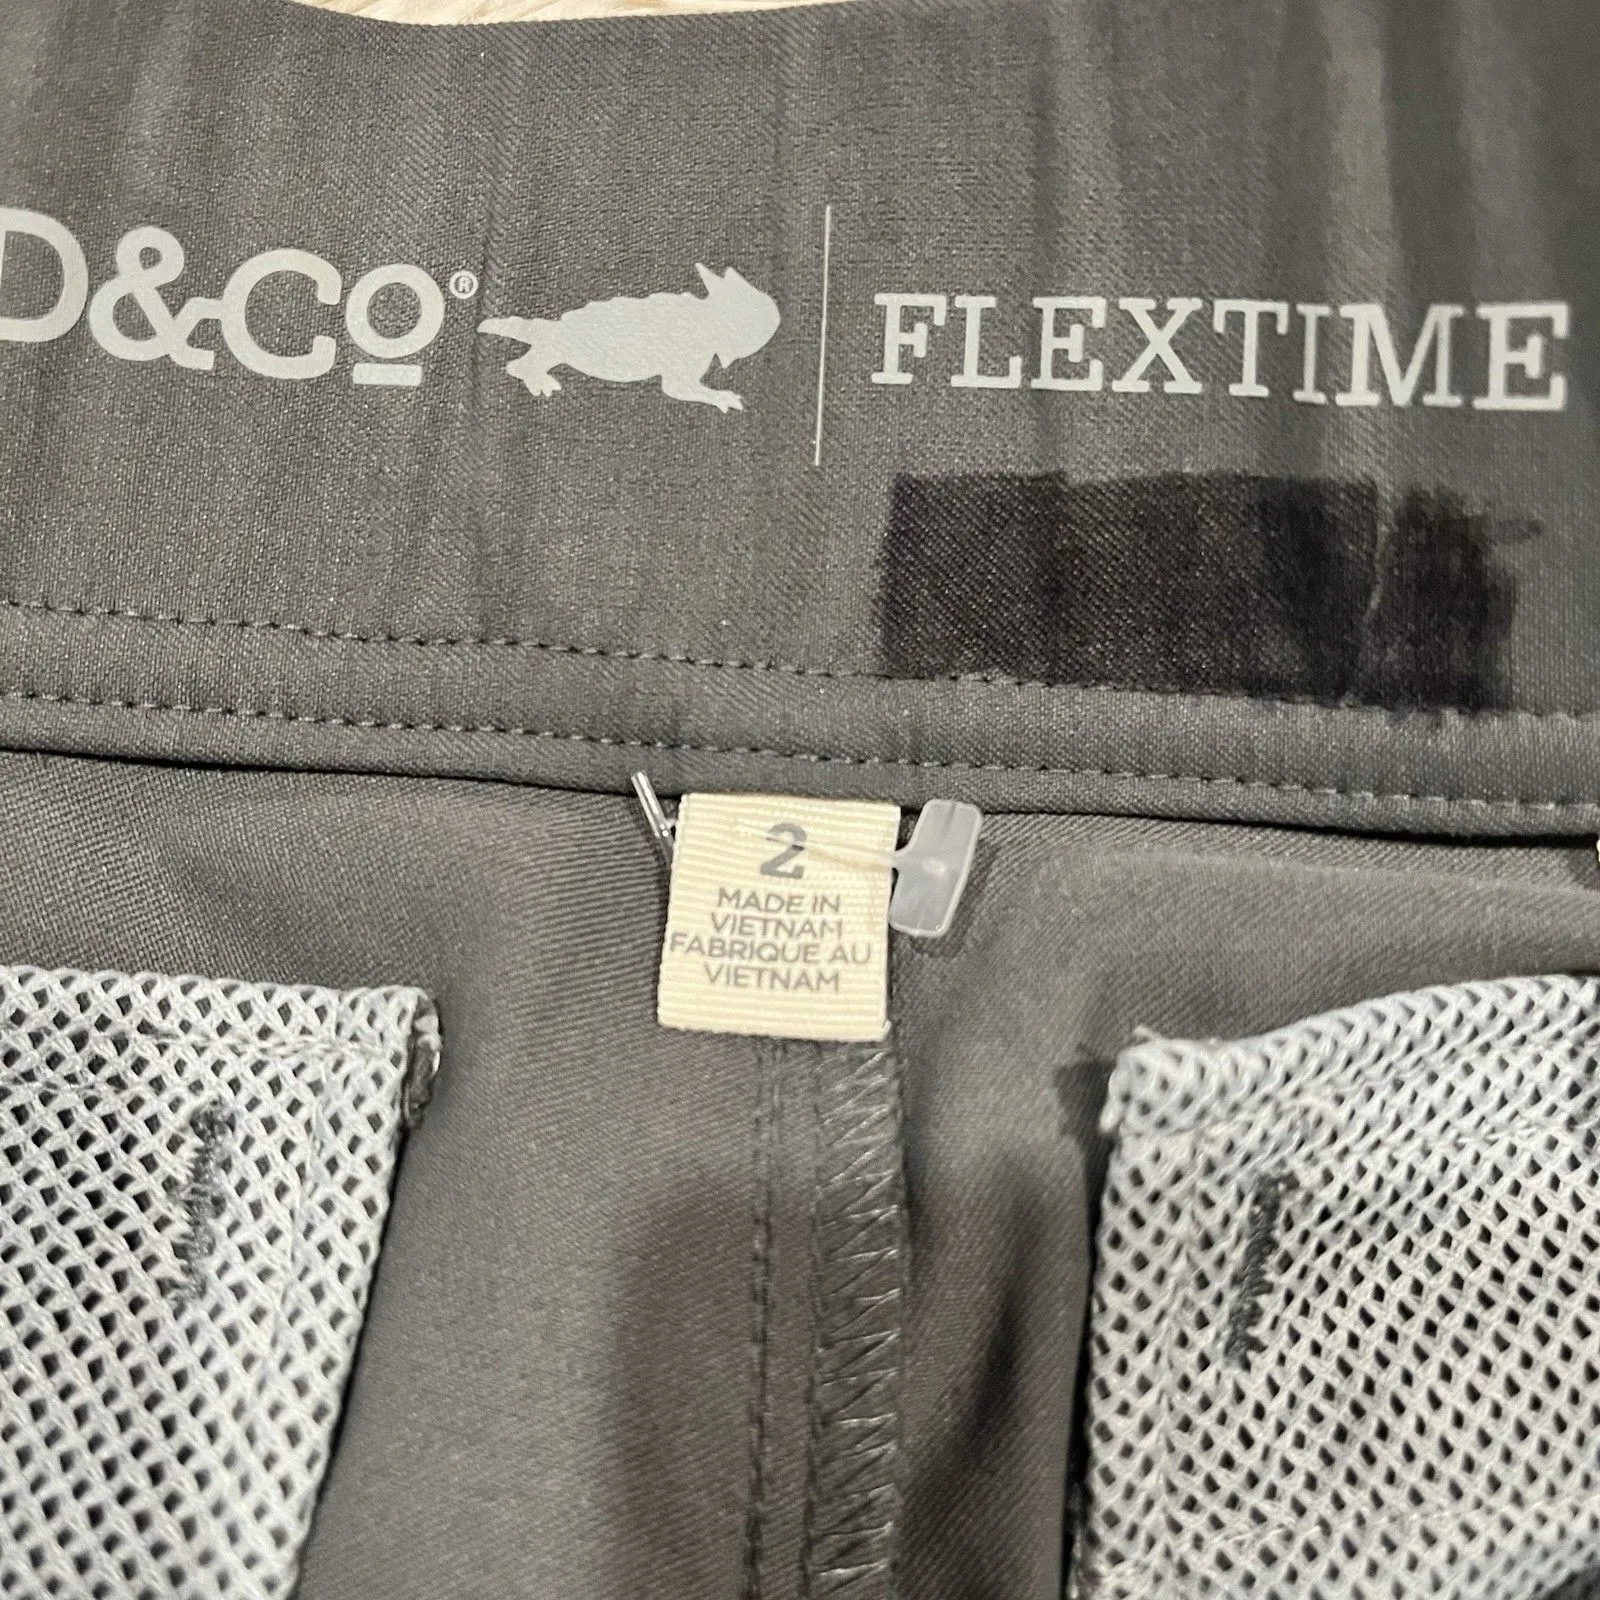 D&Co®
FLEXTIME
2
MADE IN
VIETNAM
FABRIQUE AU
VIETNAM